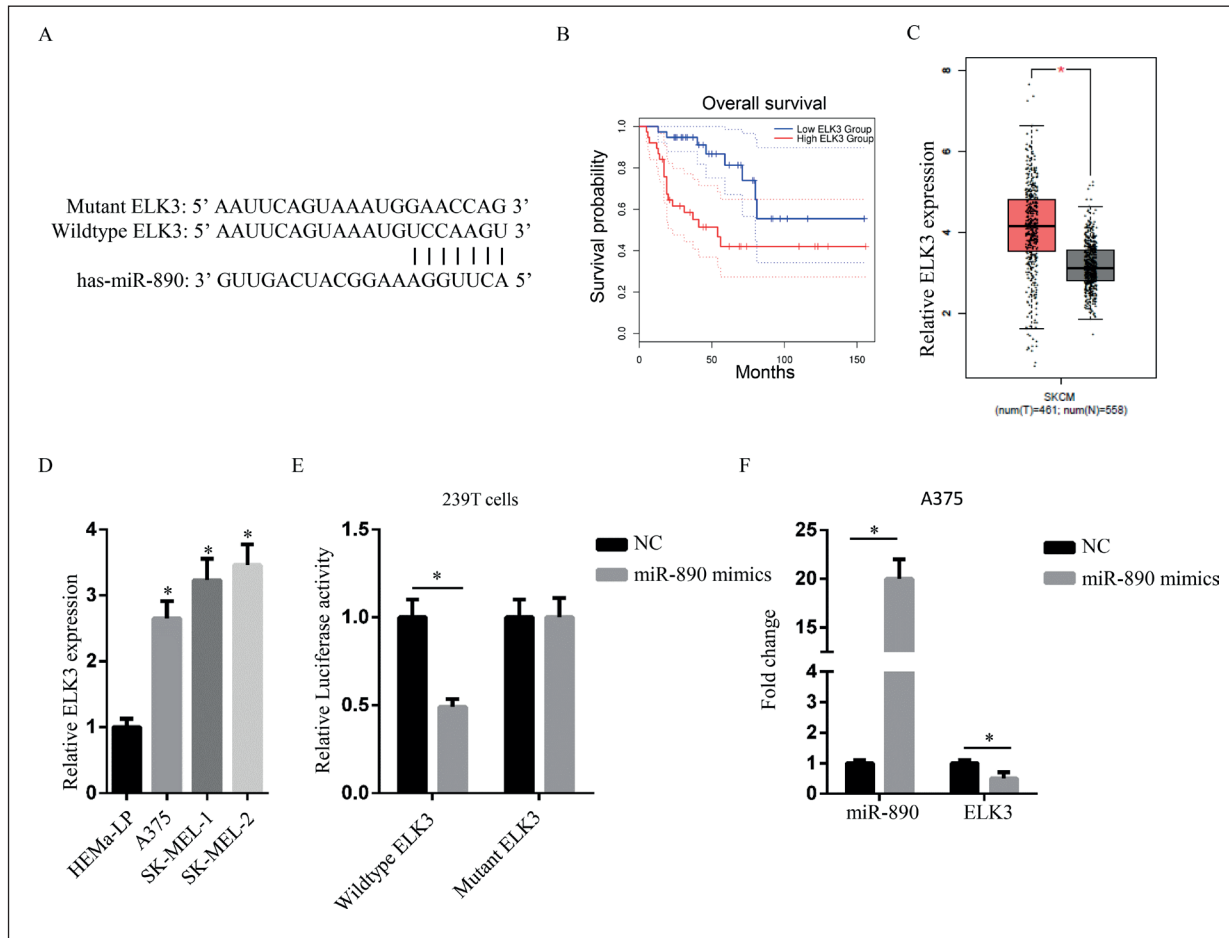 A
Mutant ELK3: 5’ AAUUCAGUAAAUGGAACCAG 3’
Wildtype ELK3: 5’ AAUUCAGUAAAUGUCCAAGU 3’
has-miR-890: 3’ GUUGACUACGGAAAGGUUCA 5’
B
Overall survival
Low ELK3 Group
High ELK3 Group
Survival probability
1.0
0.8
0.6
0.4
0.2
0.0
0
50
100
150
Months
C
*
Relative ELK3 expression
8
6
4
2
SKCM
(num(T)=461; num(N)=558)
D
Relative ELK3 expression
4
3
2
1
0
*
*
*
HEMa-LP
A375
SK-MEL-1
SK-MEL-2
E
239T cells
Relative Luciferase activity
1.5
1.0
0.5
0.0
*
NC
miR-890 mimics
Wildtype ELK3
Mutant ELK3
F
A375
Fold change
25
20
15
4
3
2
1
0
*
*
NC
miR-890 mimics
miR-890
ELK3